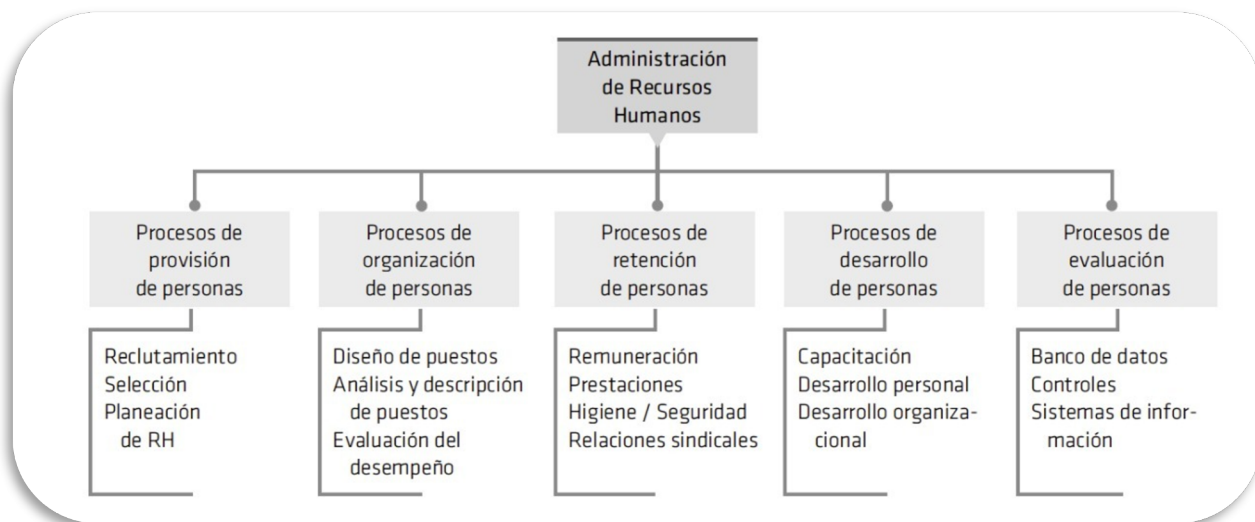 Administración
de Recursos
Humanos
Procesos de
provisión
de personas
Procesos de
organización
de personas
Procesos de
retención
de personas
Procesos de
desarrollo
de personas
Procesos de
evaluación
de personas
Reclutamiento
Selección
Planeación
de RH
Diseño de puestos
Análisis y descripción
de puestos
Evaluación del
desempeño
Remuneración
Prestaciones
Higiene / Seguridad
Relaciones sindicales
Capacitación
Desarrollo personal
Desarrollo organiza-
cional
Banco de datos
Controles
Sistemas de infor-
mación